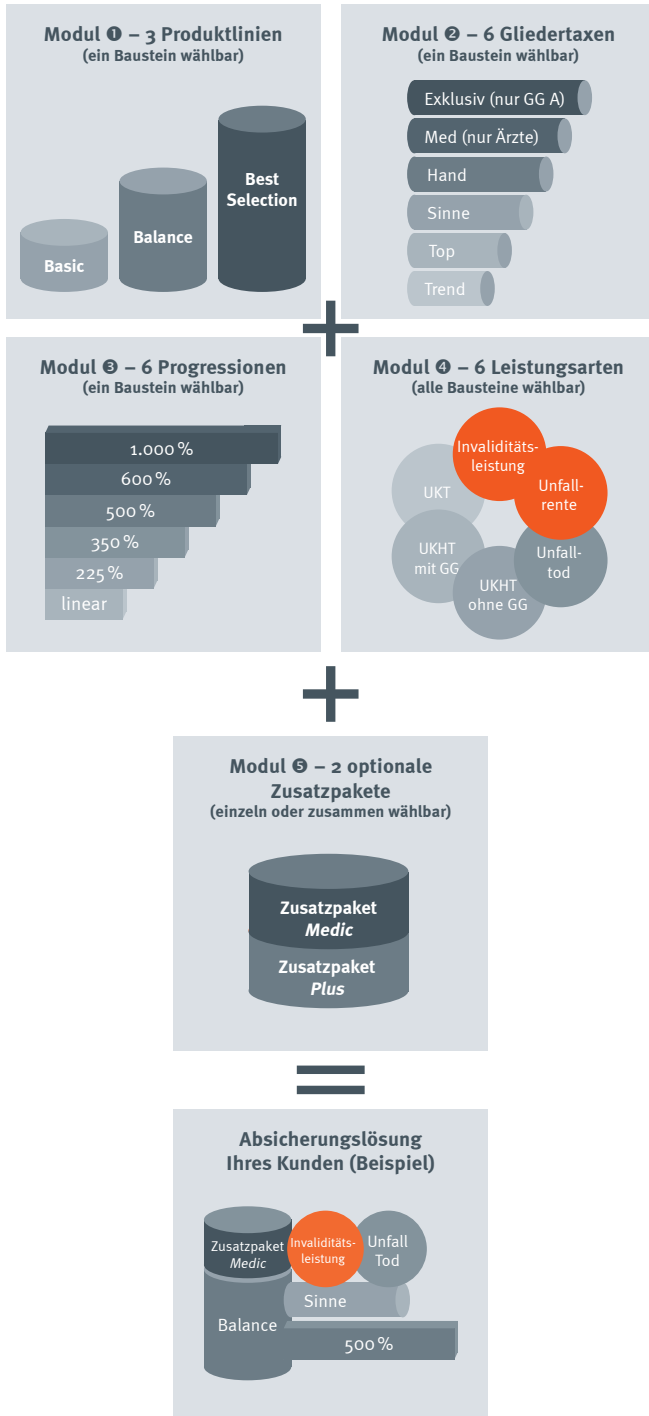 Modul ❶ – 3 Produktlinien
(ein Baustein wählbar)
Basic
Balance
Best
Selection
Modul ❷ – 6 Gliedertaxen
(ein Baustein wählbar)
Exklusiv (nur GG A)
Med (nur Ärzte)
Hand
Sinne
Top
Trend
+
Modul ❸ – 6 Progressionen
(ein Baustein wählbar)
1.000 %
600 %
500 %
350 %
225 %
linear
Modul ❹ – 6 Leistungsarten
(alle Bausteine wählbar)
Invaliditäts-
leistung
Unfall-
rente
Unfall-
tod
UKHT
ohne GG
UKHT
mit GG
UKT
+
Modul ❺ – 2 optionale
Zusatzpakete
(einzeln oder zusammen wählbar)
Zusatzpaket
Medic
Zusatzpaket
Plus
=
Absicherungslösung
Ihres Kunden (Beispiel)
Zusatzpaket
Medic
Invaliditäts-
leistung
Unfall
Tod
Sinne
Balance
500 %